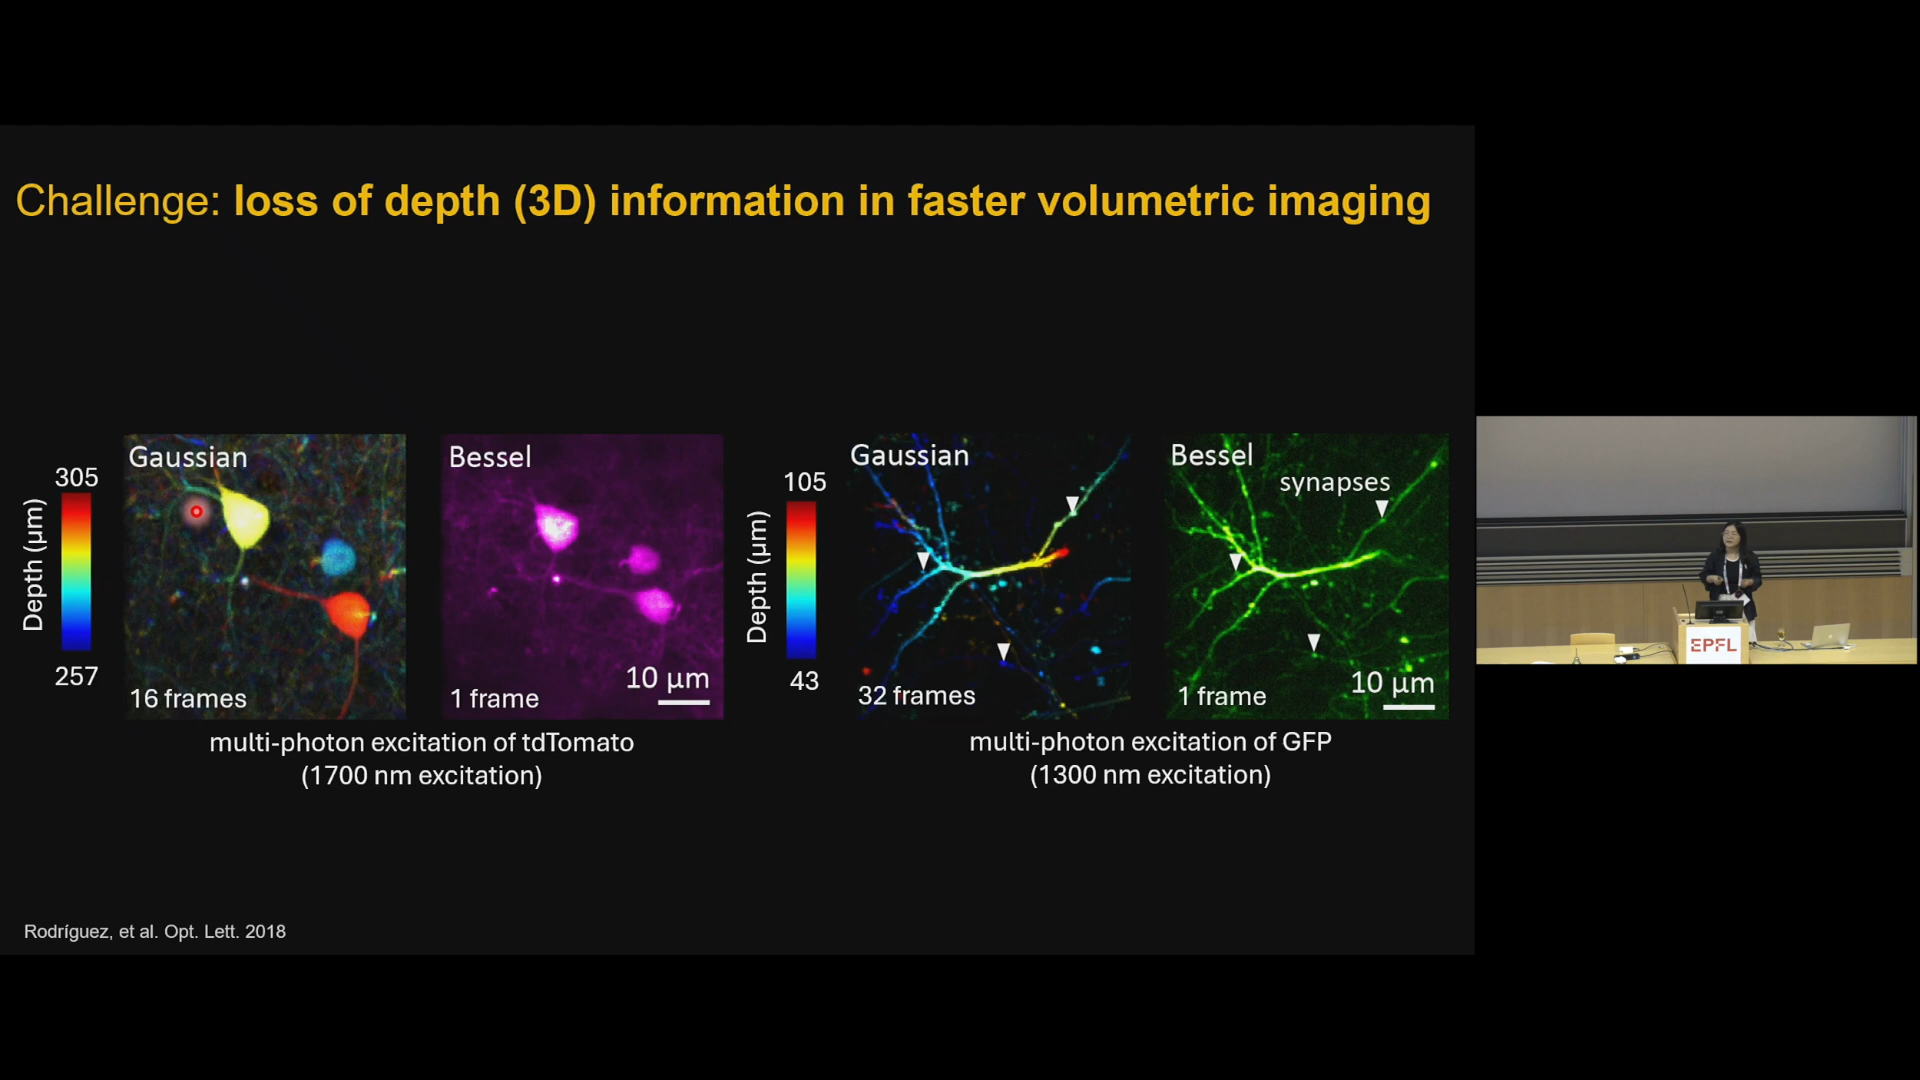 Challenge: loss of depth (3D) information in faster volumetric imaging
Depth (µm)
305
257
Gaussian
16 frames
Bessel
1 frame
10 µm
multi-photon excitation of tdTomato
(1700 nm excitation)
Depth (µm)
105
43
Gaussian
32 frames
Bessel
synapses
1 frame
10 µm
multi-photon excitation of GFP
(1300 nm excitation)
Rodríguez, et al. Opt. Lett. 2018
EPFL